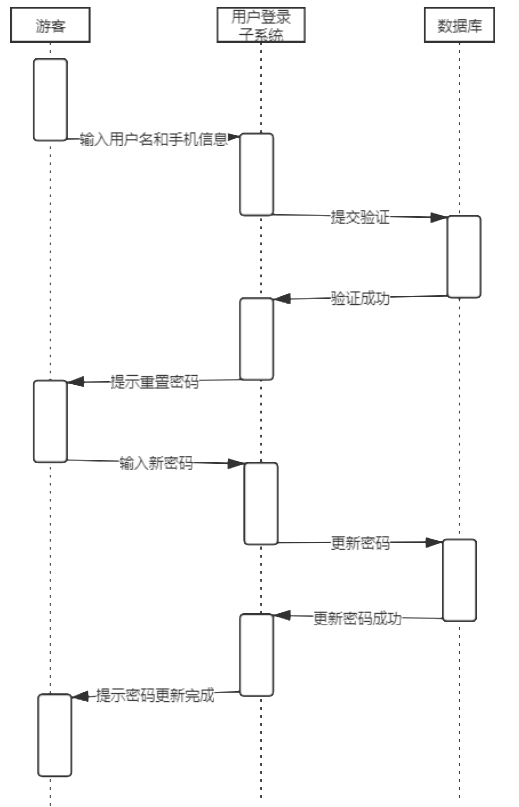 游客
用户登录
子系统
数据库
输入用户名和手机信息
提交验证
验证成功
提示重置密码
输入新密码
更新密码
更新密码成功
提示密码更新完成